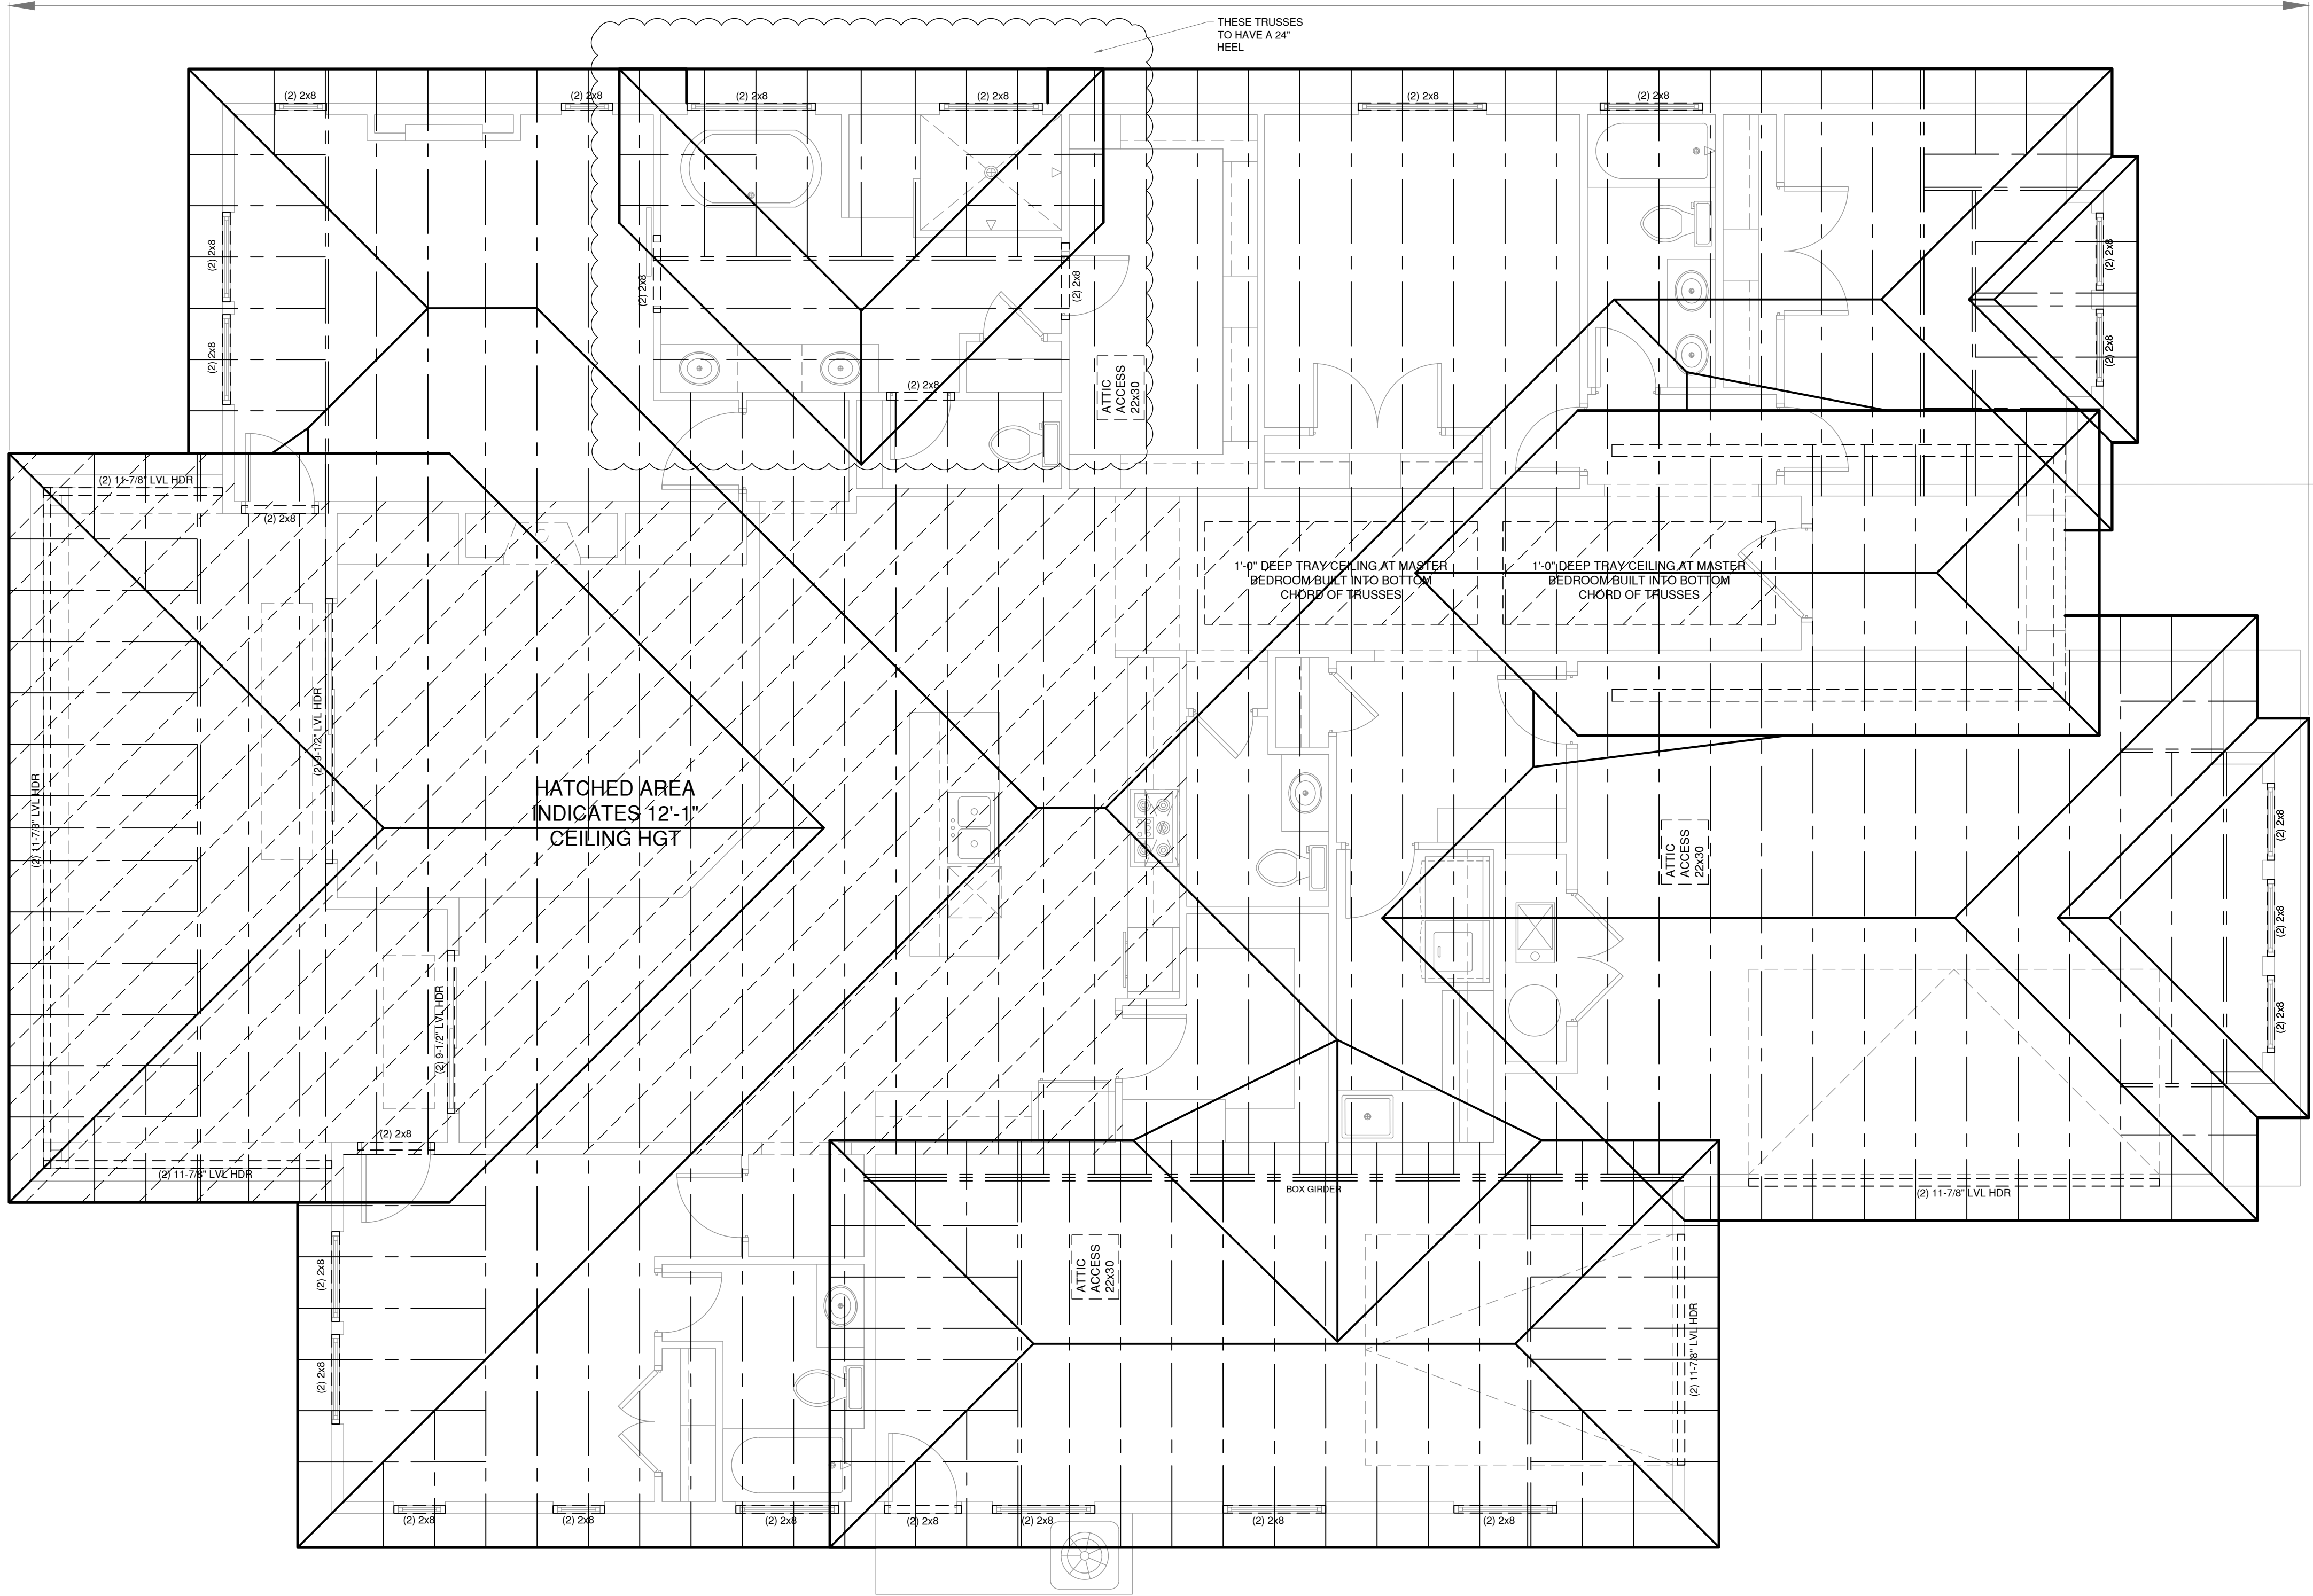 THESE TRUSSES
TO HAVE A 24"
HEEL
(2) 2x8
(2) 2x8
(2) 2x8
(2) 2x8
(2) 2x8
(2) 2x8
(2) 2x8
(2) 2x8
(2) 2x8
(2) 2x8
(2) 2x8
(2) 2x8
(2) 2x8
ATTIC
ACCESS
22x30
(2) 11-7/8" LVL HDR
(2) 2x8
1'-0" DEEP TRAY CEILING AT MASTER
BEDROOM BUILT INTO BOTTOM
CHORD OF TRUSSES
1'-0" DEEP TRAY CEILING AT MASTER
BEDROOM BUILT INTO BOTTOM
CHORD OF TRUSSES
(2) 9-1/2" LVL HDR
(2) 11-7/8" LVL HDR
HATCHED AREA
INDICATES 12'-1"
CEILING HGT
ATTIC
ACCESS
22x30
(2) 2x8
(2) 2x8
(2) 2x8
(2) 9-1/2" LVL HDR
(2) 2x8
(2) 11-7/8" LVL HDR
BOX GIRDER
(2) 11-7/8" LVL HDR
ATTIC
ACCESS
22x30
(2) 2x8
(2) 2x8
(2) 11-7/8" LVL HDR
(2) 2x8
(2) 2x8
(2) 2x8
(2) 2x8
(2) 2x8
(2) 2x8
(2) 2x8